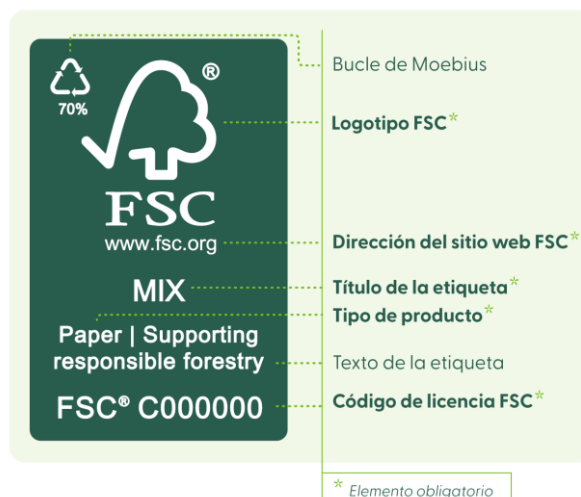 70%
®
FSC
www.fsc.org
MIX
Paper | Supporting
responsible forestry
FSC® C000000
Bucle de Moebius
Logotipo FSC*
Dirección del sitio web FSC*
Título de la etiqueta*
Tipo de producto*
Texto de la etiqueta
Código de licencia FSC*
* Elemento obligatorio